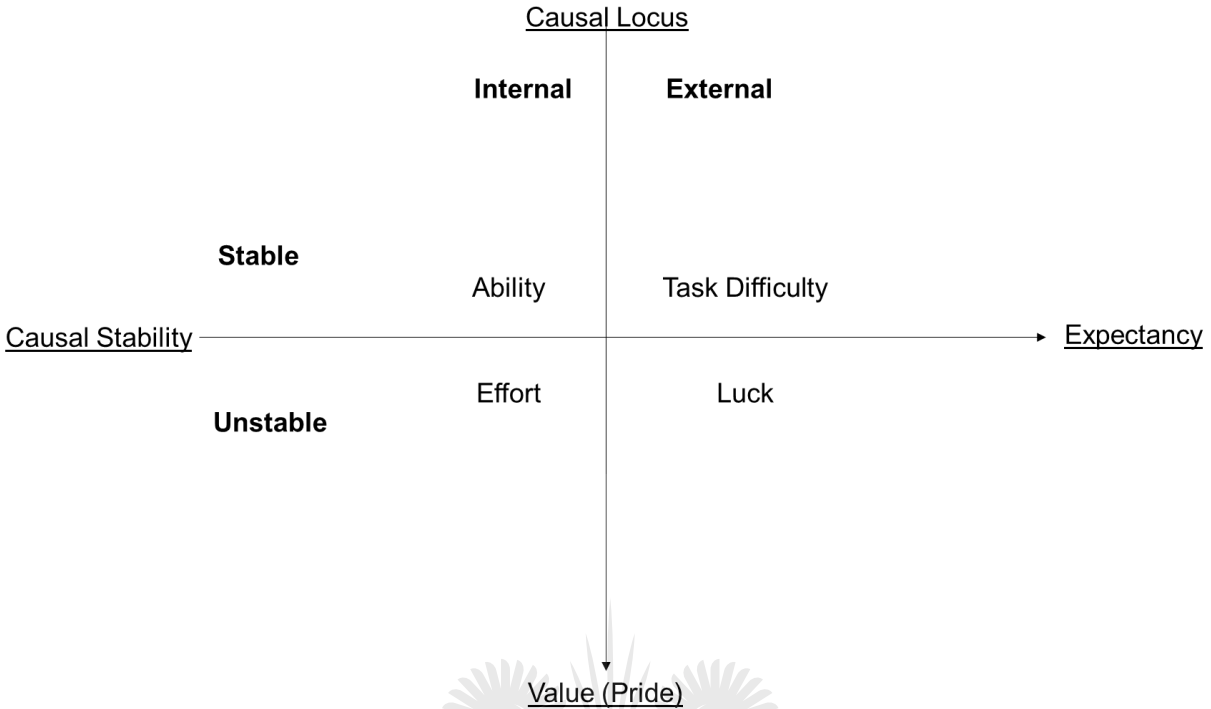 Causal Locus
Internal External
Stable
Ability Task Difficulty
Causal Stability Expectancy
Effort Luck
Unstable
Value (Pride)